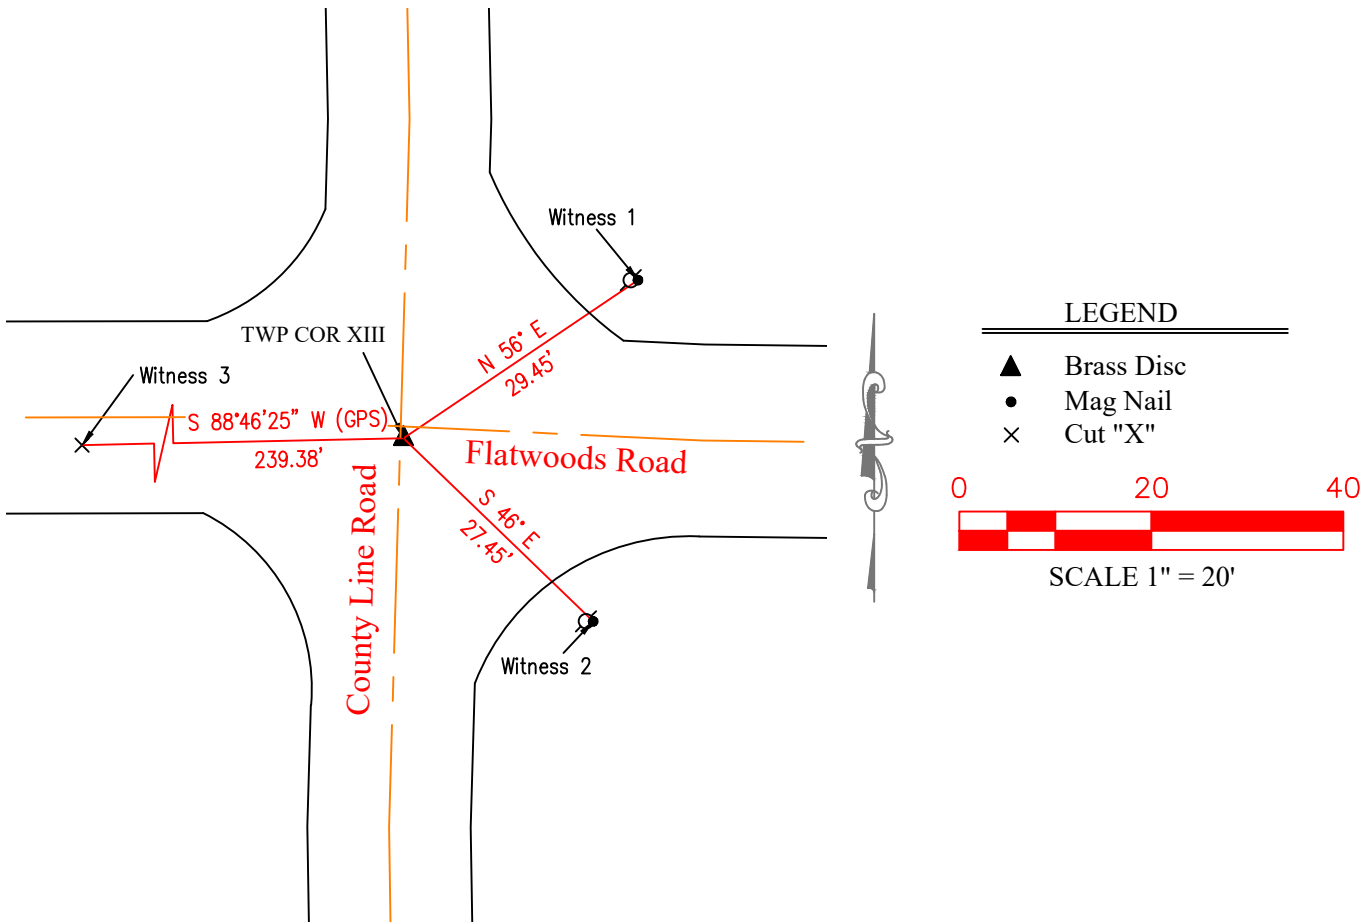 Witness 1
TWP COR XIII
Witness 3
N 56° E
29.45'
S 88°46'25" W (GPS)
239.38'
Flatwoods Road
County Line Road
S 46° E
27.45'
Witness 2
LEGEND
Brass Disc
Mag Nail
Cut "X"
0 20 40
SCALE 1" = 20'